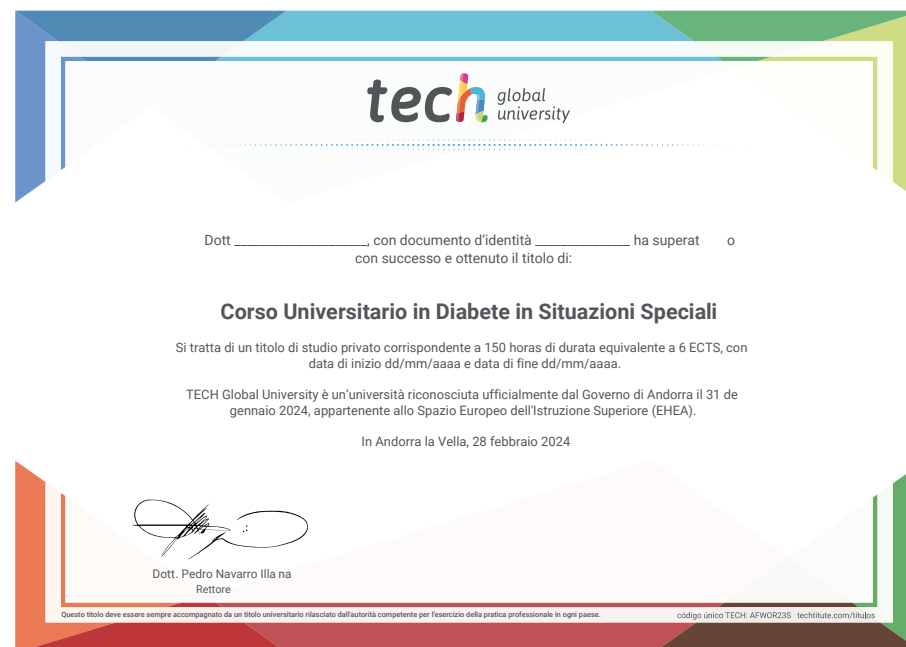 tech global university
Dott _____________________, con documento d'identità _______________ ha superat o
con successo e ottenuto il titolo di:
Corso Universitario in Diabete in Situazioni Speciali
Si tratta di un titolo di studio privato corrispondente a 150 horas di durata equivalente a 6 ECTS, con
data di inizio dd/mm/aaaa e data di fine dd/mm/aaaa.
TECH Global University è un'università riconosciuta ufficialmente dal Governo di Andorra il 31 de
gennaio 2024, appartenente allo Spazio Europeo dell'Istruzione Superiore (EHEA).
In Andorra la Vella, 28 febbraio 2024
Dott. Pedro Navarro Illa na
Rettore
Questo titolo deve essere sempre accompagnato da un titolo universitario rilasciato dall'autorità competente per l'esercizio della pratica professionale in ogni paese.
código único TECH: AFWOR23S techtitute.com/titulos